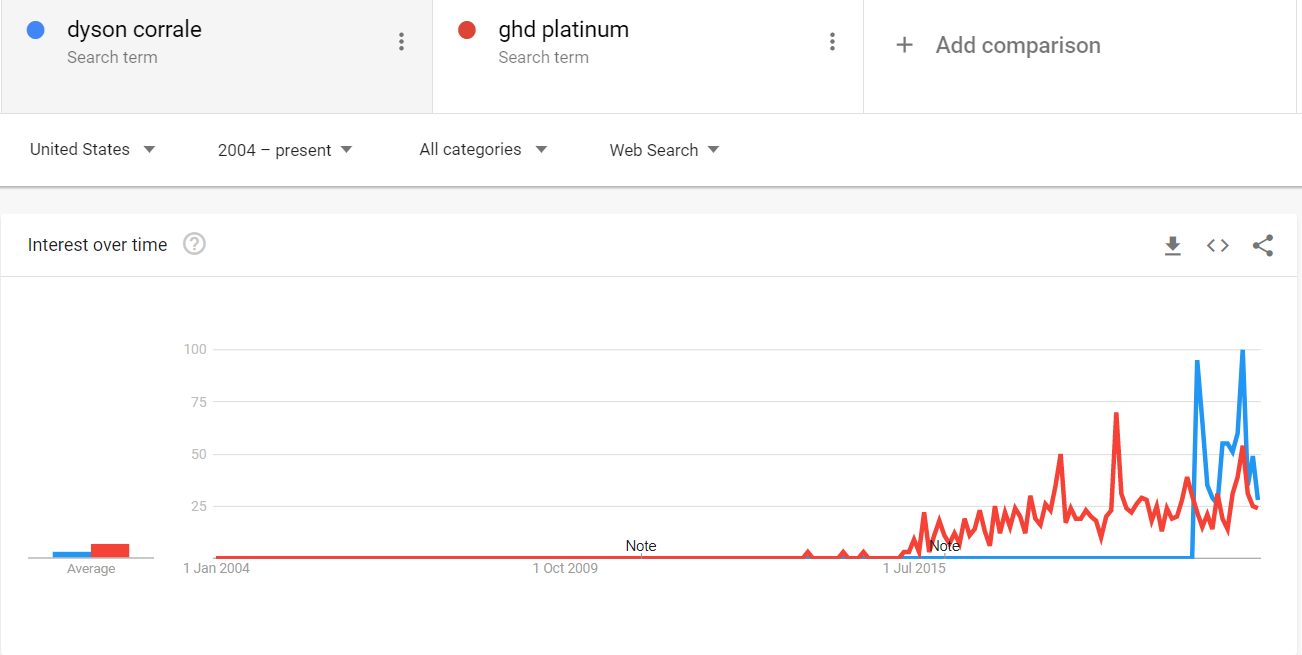 dyson corrale
Search term
ghd platinum
Search term
+ Add comparison
United States
2004 – present
All categories
Web Search
Interest over time ?
100
75
50
25
Note
Note
Average
1 Jan 2004
1 Oct 2009
1 Jul 2015